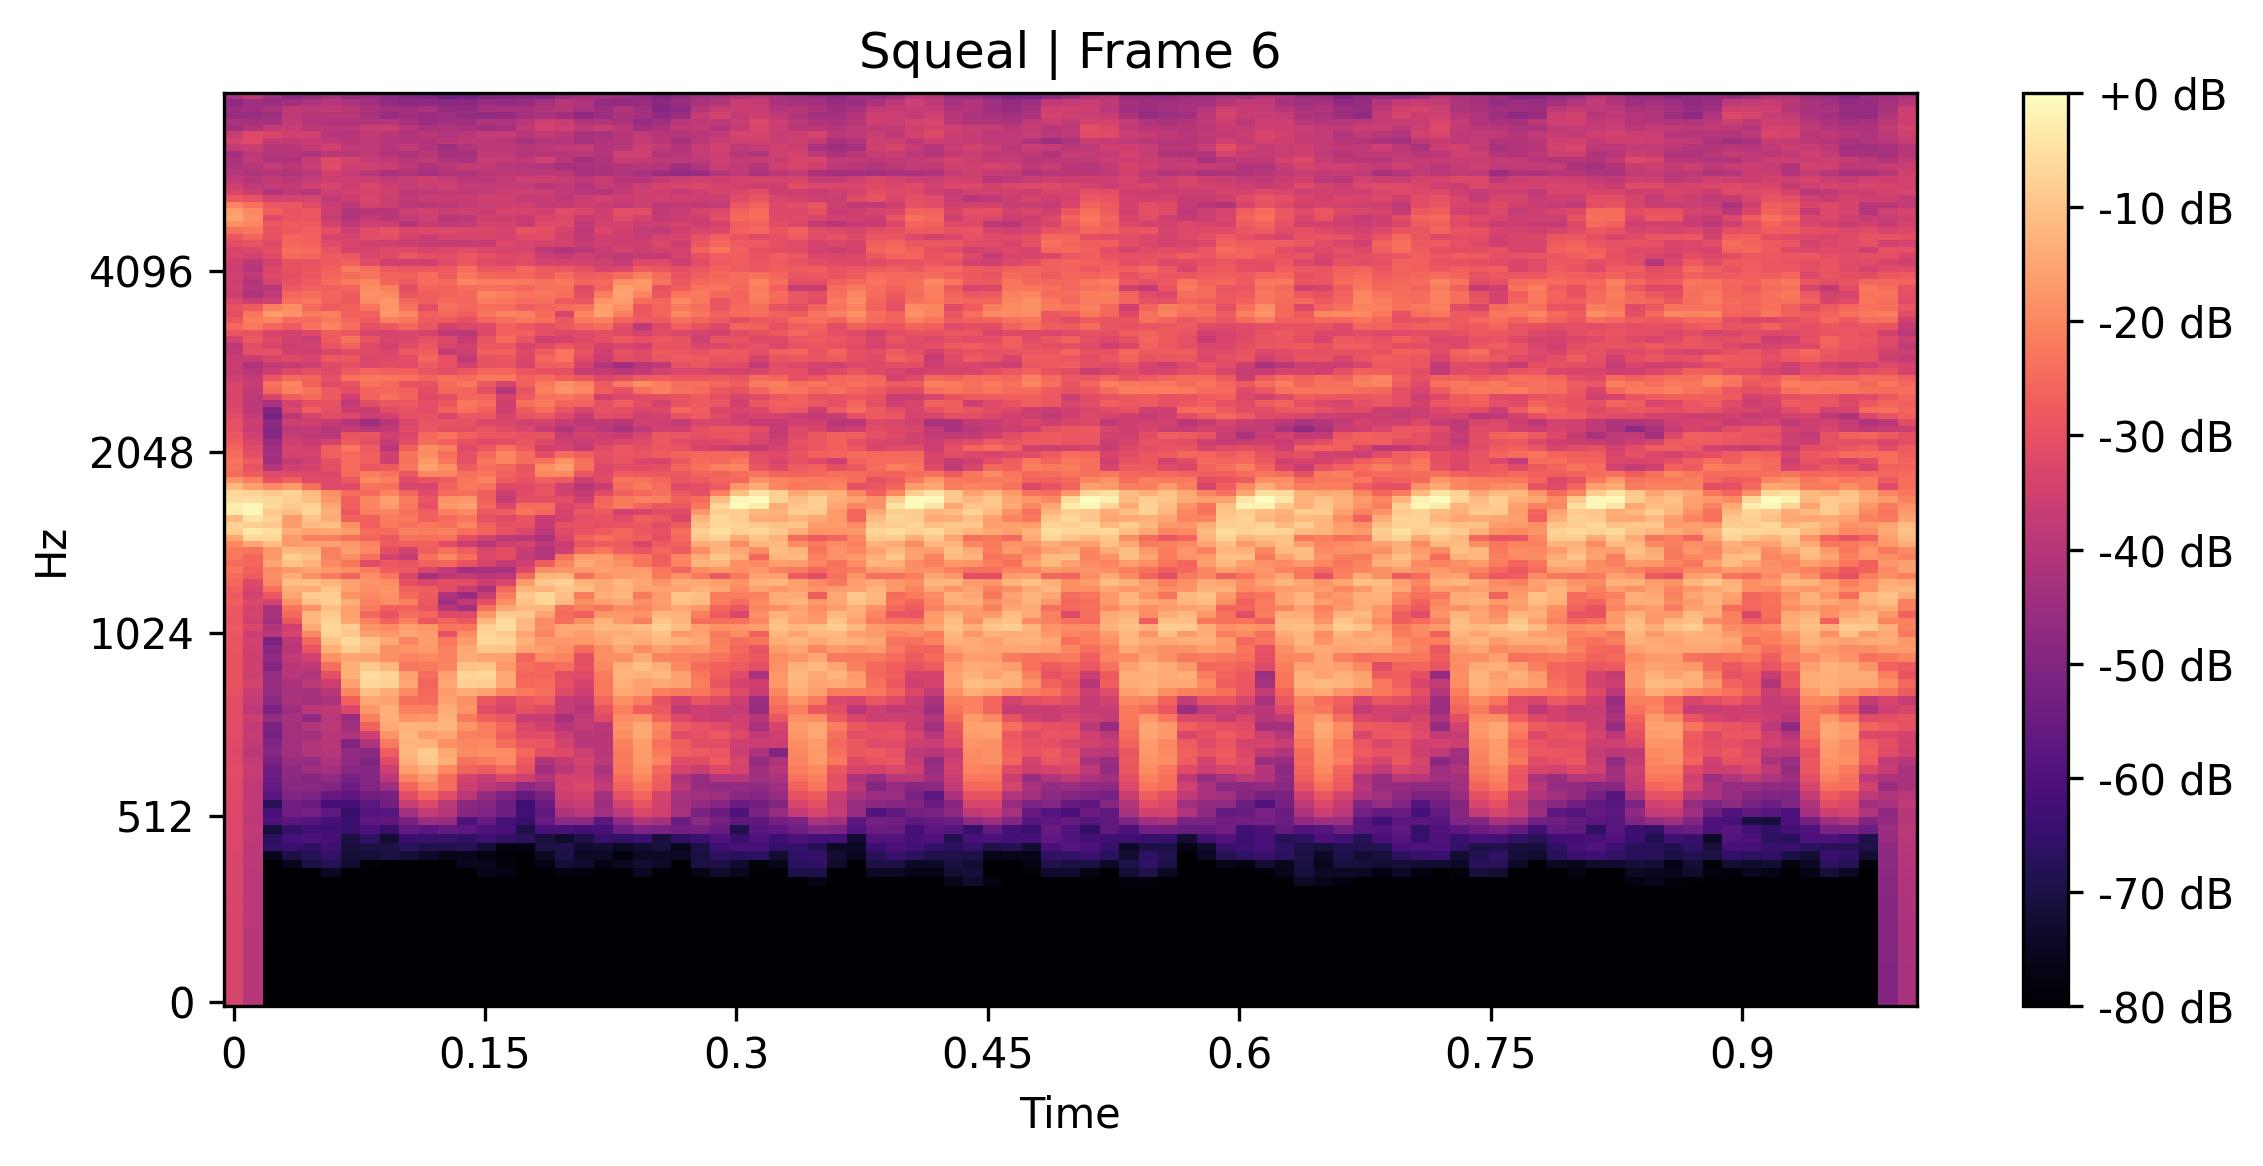 Squeal | Frame 6
+0 dB
-10 dB
-20 dB
-30 dB
-40 dB
-50 dB
-60 dB
-70 dB
-80 dB
4096
2048
1024
512
0
Hz
0 0.15 0.3 0.45 0.6 0.75 0.9
Time